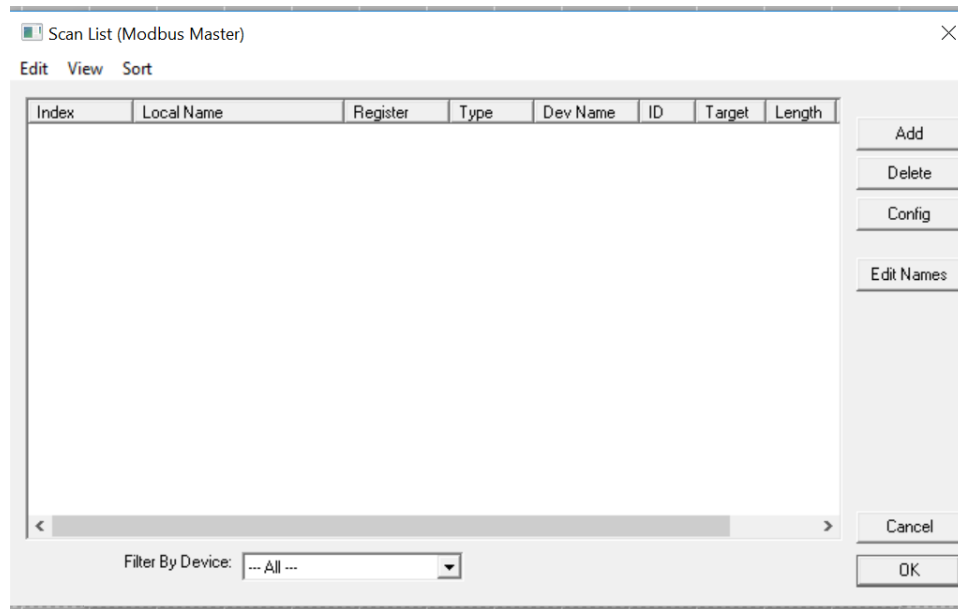 Scan List (Modbus Master)
Edit View Sort
Index Local Name Register Type Dev Name ID Target Length
Add
Delete
Config
Edit Names
Cancel
Filter By Device: --- All ---
OK